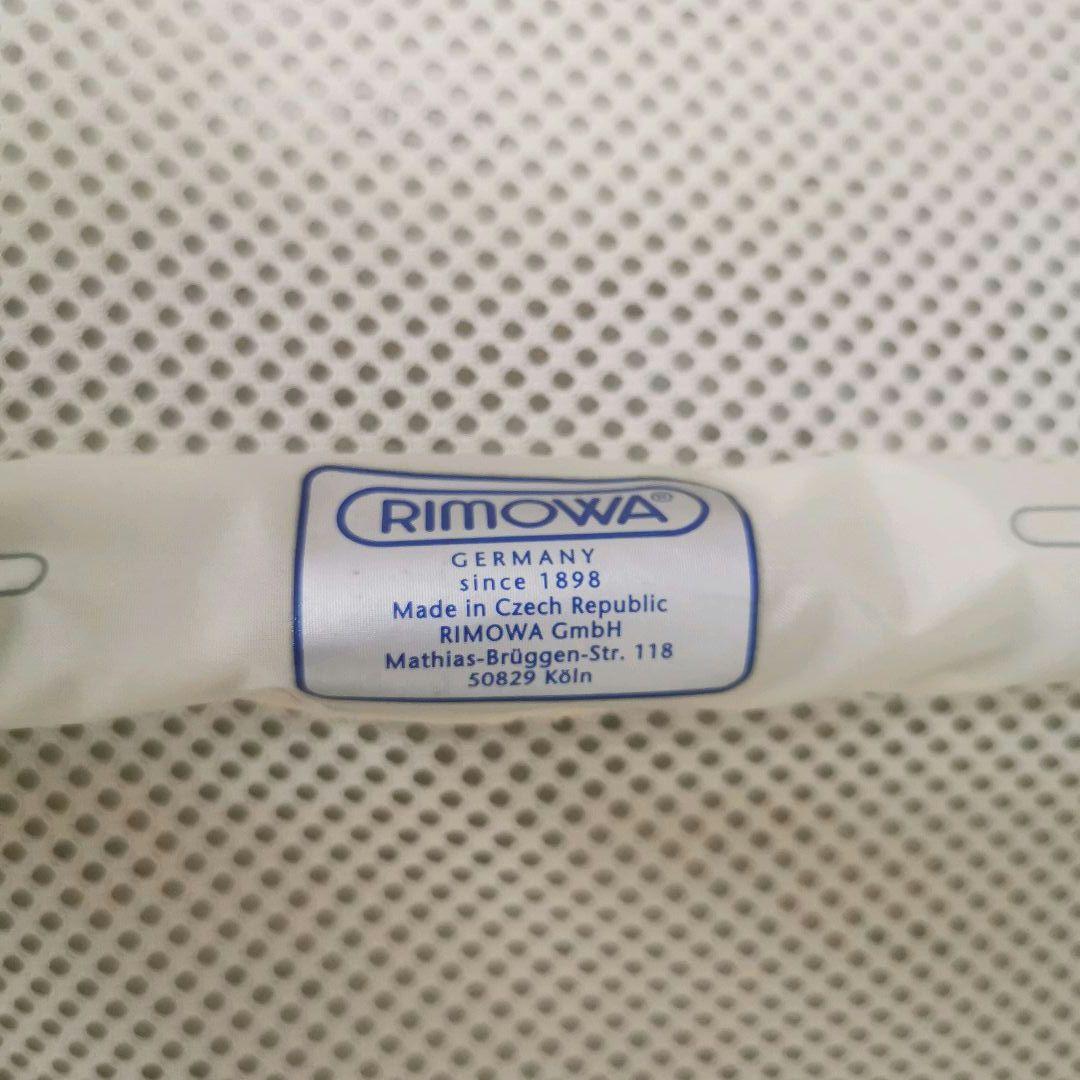 RIMOWA®
GERMANY
since 1898
Made in Czech Republic
RIMOWA GmbH
Mathias-Brüggen-Str. 118
50829 Köln